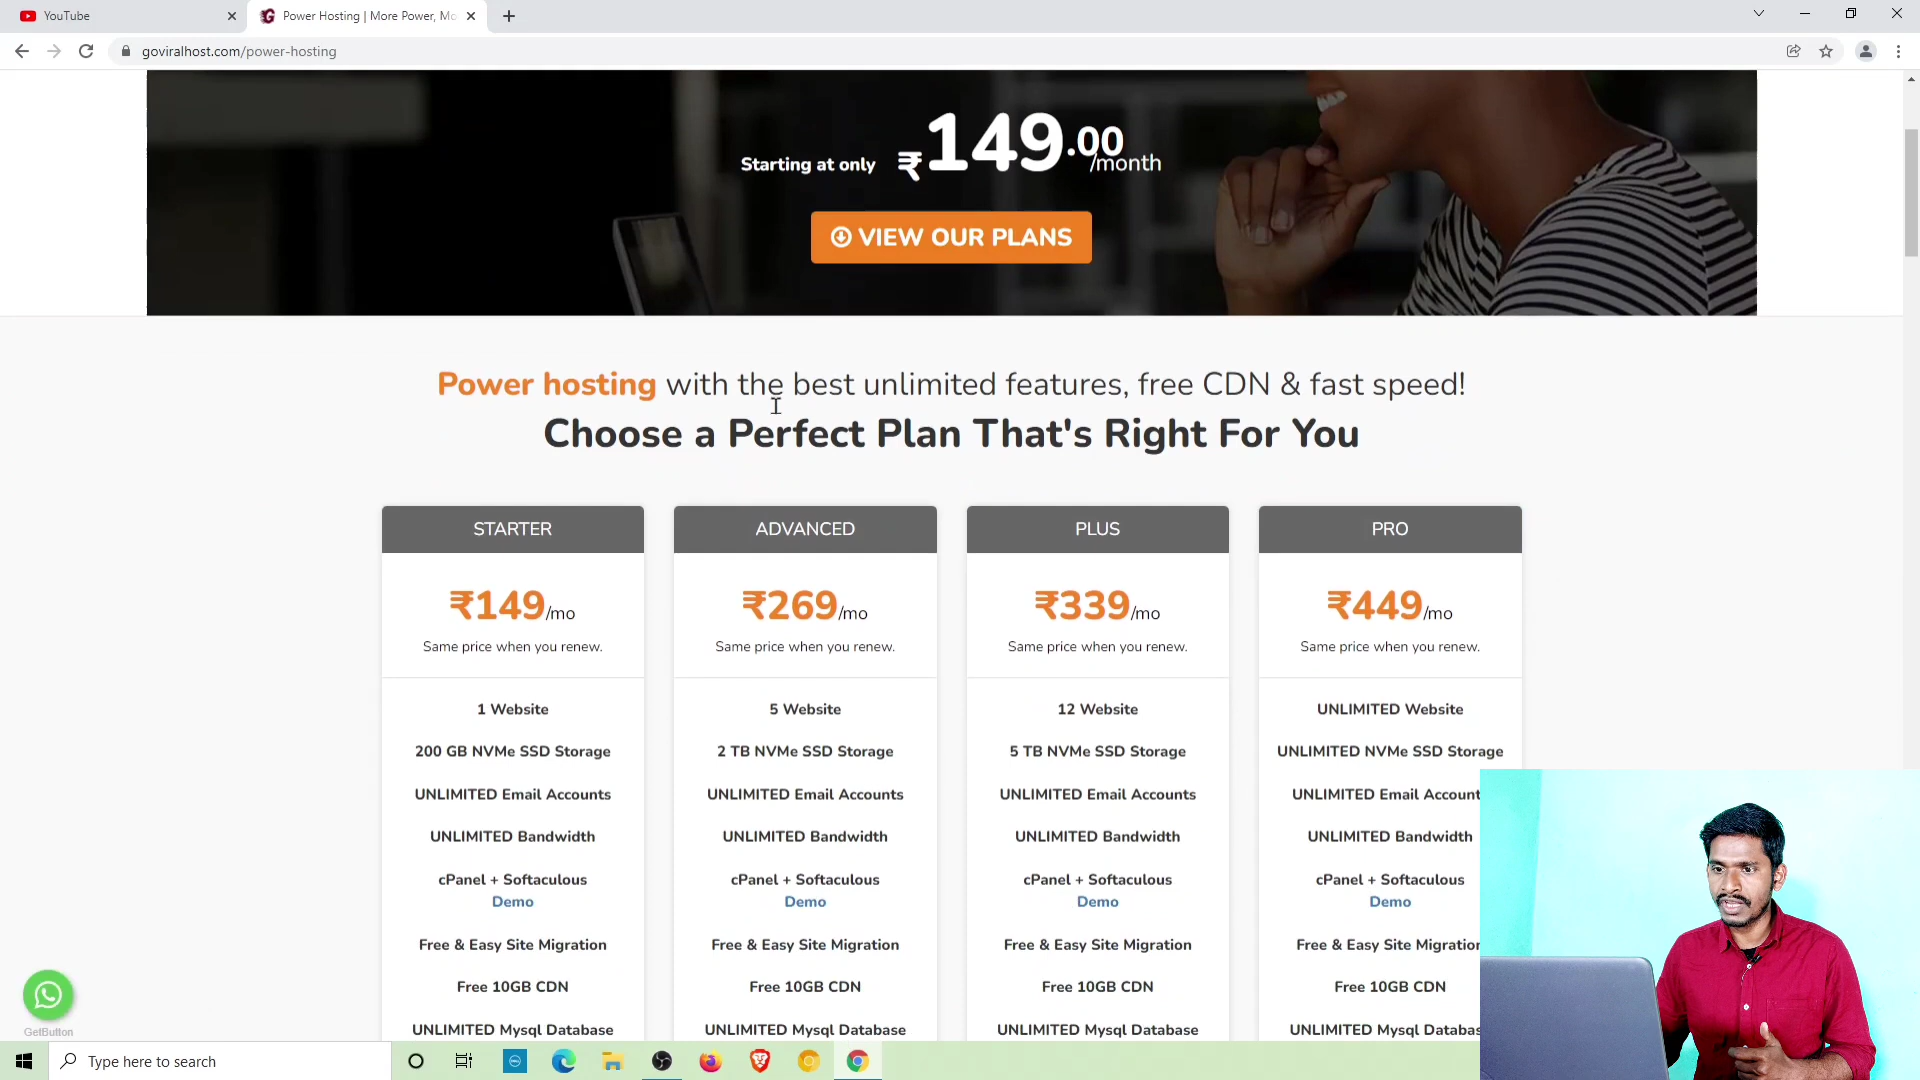 YouTube
Power Hosting | More Power, Mo
goviralhost.com/power-hosting
Starting at only ₹149.00/month
VIEW OUR PLANS
Power hosting with the best unlimited features, free CDN & fast speed!
Choose a Perfect Plan That's Right For You
STARTER
₹149/mo
Same price when you renew.
1 Website
200 GB NVMe SSD Storage
UNLIMITED Email Accounts
UNLIMITED Bandwidth
cPanel + Softaculous
Demo
Free & Easy Site Migration
Free 10GB CDN
UNLIMITED Mysql Database
ADVANCED
₹269/mo
Same price when you renew.
5 Website
2 TB NVMe SSD Storage
UNLIMITED Email Accounts
UNLIMITED Bandwidth
cPanel + Softaculous
Demo
Free & Easy Site Migration
Free 10GB CDN
UNLIMITED Mysql Database
PLUS
₹339/mo
Same price when you renew.
12 Website
5 TB NVMe SSD Storage
UNLIMITED Email Accounts
UNLIMITED Bandwidth
cPanel + Softaculous
Demo
Free & Easy Site Migration
Free 10GB CDN
UNLIMITED Mysql Database
PRO
₹449/mo
Same price when you renew.
UNLIMITED Website
UNLIMITED NVMe SSD Storage
UNLIMITED Email Account
UNLIMITED Bandwidth
cPanel + Softaculous
Demo
Free & Easy Site Migration
Free 10GB CDN
UNLIMITED Mysql Databas
GetButton
Type here to search